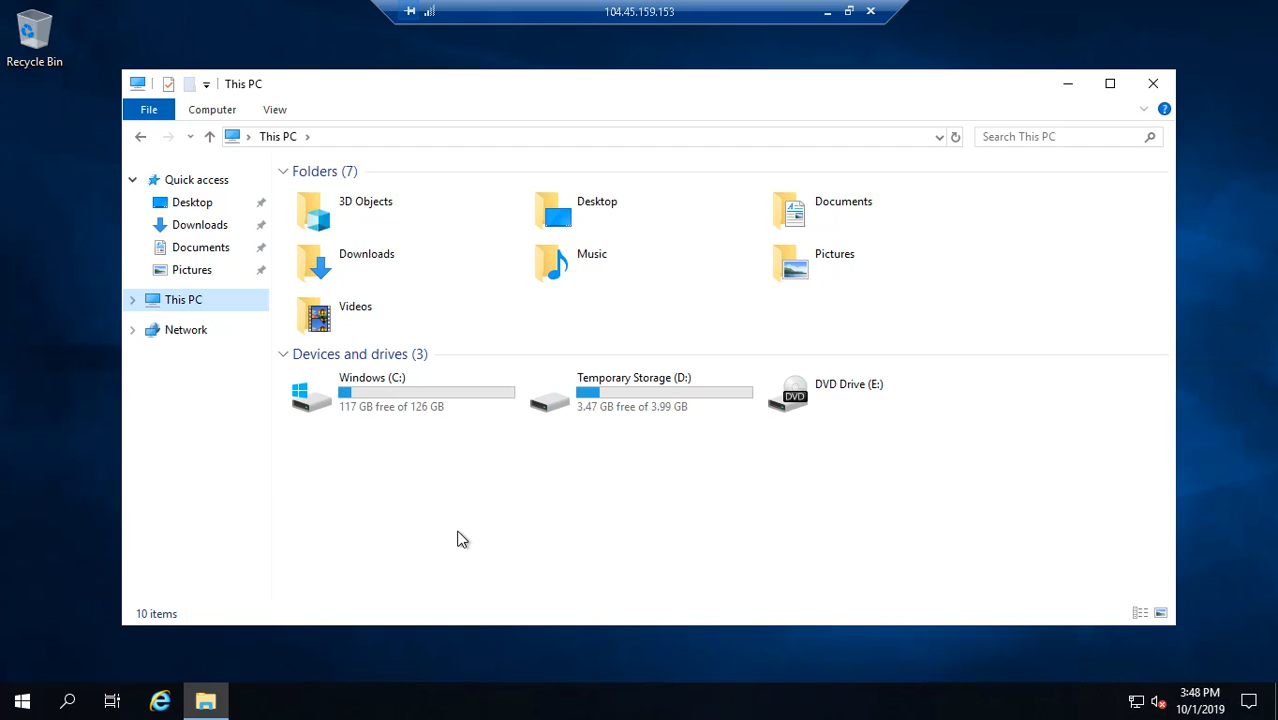 104.45.159.153
Recycle Bin
This PC
File Computer View
This PC
Search This PC
Quick access
Desktop
Downloads
Documents
Pictures
This PC
Network
Folders (7)
3D Objects
Desktop
Documents
Downloads
Music
Pictures
Videos
Devices and drives (3)
Windows (C:)
117 GB free of 126 GB
Temporary Storage (D:)
3.47 GB free of 3.99 GB
DVD Drive (E:)
DVD
10 items
3:48 PM
10/1/2019